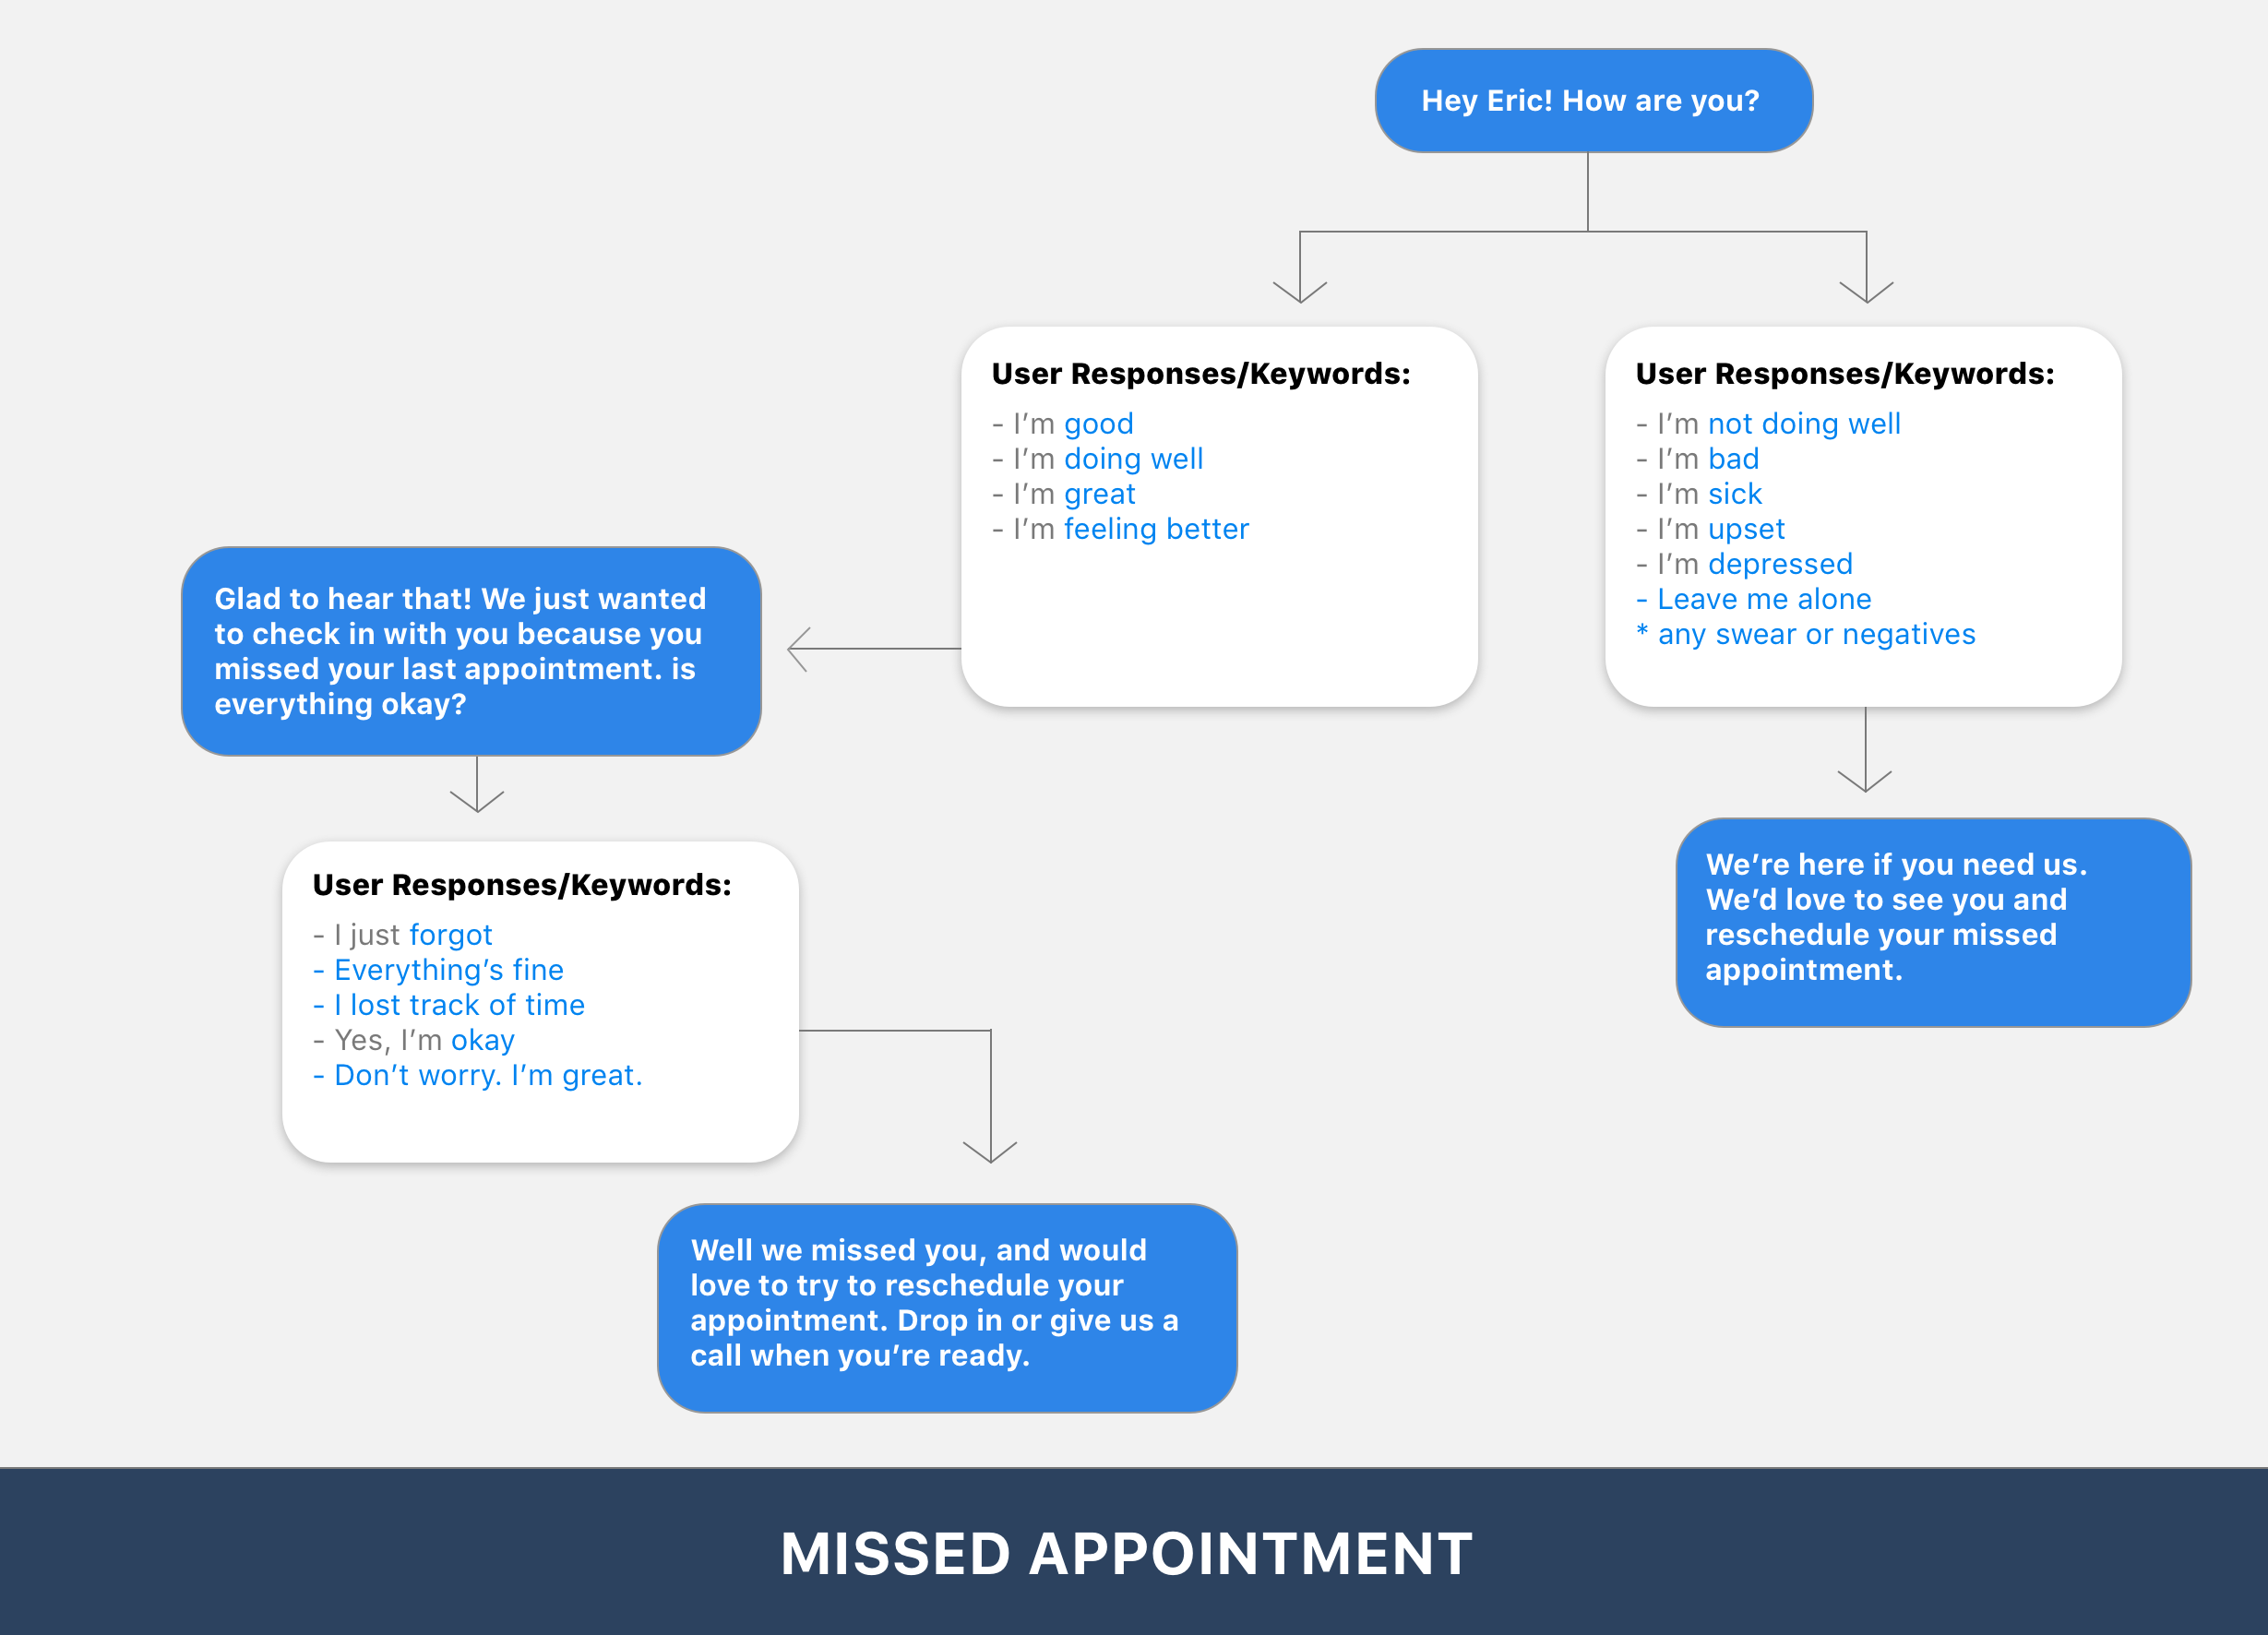 Hey Eric! How are you?
User Responses/Keywords:
- I’m good
- I’m doing well
- I’m great
- I’m feeling better
User Responses/Keywords:
- I’m not doing well
- I’m bad
- I’m sick
- I’m upset
- I’m depressed
- Leave me alone
* any swear or negatives
Glad to hear that! We just wanted
to check in with you because you
missed your last appointment. is
everything okay?
User Responses/Keywords:
- I just forgot
- Everything’s fine
- I lost track of time
- Yes, I’m okay
- Don’t worry. I’m great.
We’re here if you need us.
We’d love to see you and
reschedule your missed
appointment.
Well we missed you, and would
love to try to reschedule your
appointment. Drop in or give us a
call when you’re ready.
MISSED APPOINTMENT